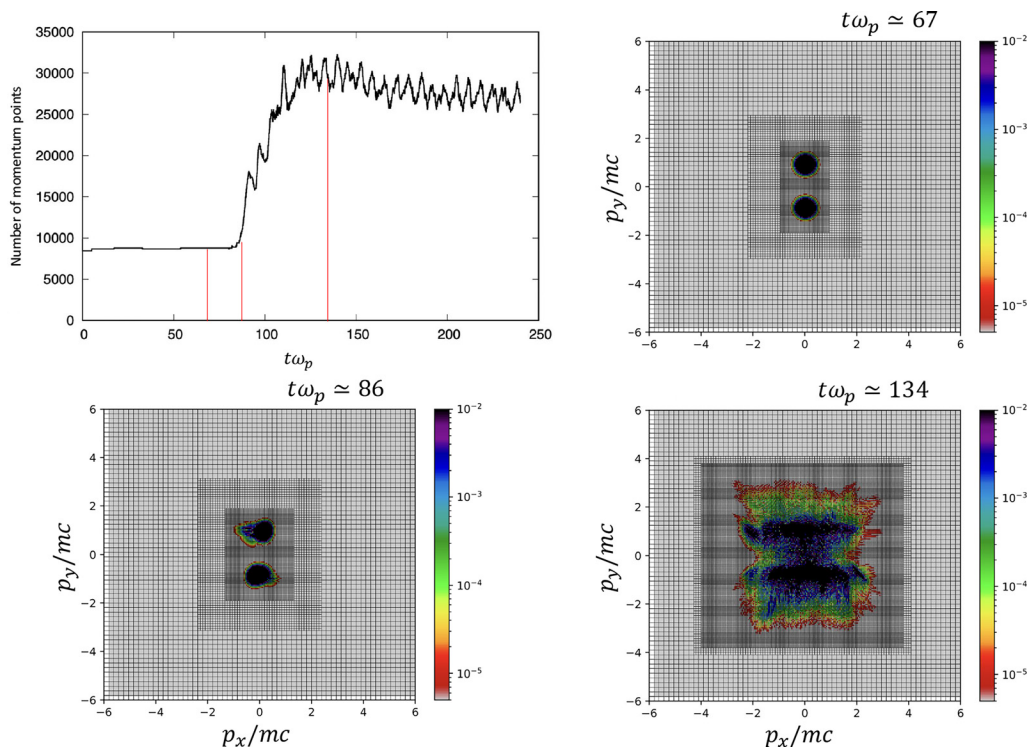 35000
30000
25000
20000
15000
10000
5000
0
Number of momentum points
0 50 100 150 200 250
tω_p
tω_p ≃ 67
6
4
2
0
−2
−4
−6
p_y/mc
−6 −4 −2 0 2 4 6
10^−2
10^−3
10^−4
10^−5
tω_p ≃ 86
6
4
2
0
−2
−4
−6
p_y/mc
−6 −4 −2 0 2 4 6
p_x/mc
10^−2
10^−3
10^−4
10^−5
tω_p ≃ 134
6
4
2
0
−2
−4
−6
p_y/mc
−6 −4 −2 0 2 4 6
p_x/mc
10^−2
10^−3
10^−4
10^−5